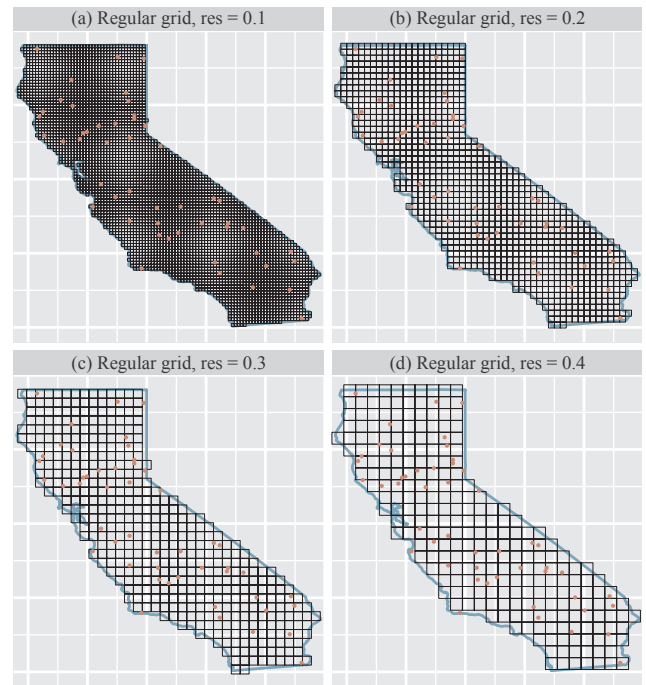 (a) Regular grid, res = 0.1
(b) Regular grid, res = 0.2
(c) Regular grid, res = 0.3
(d) Regular grid, res = 0.4